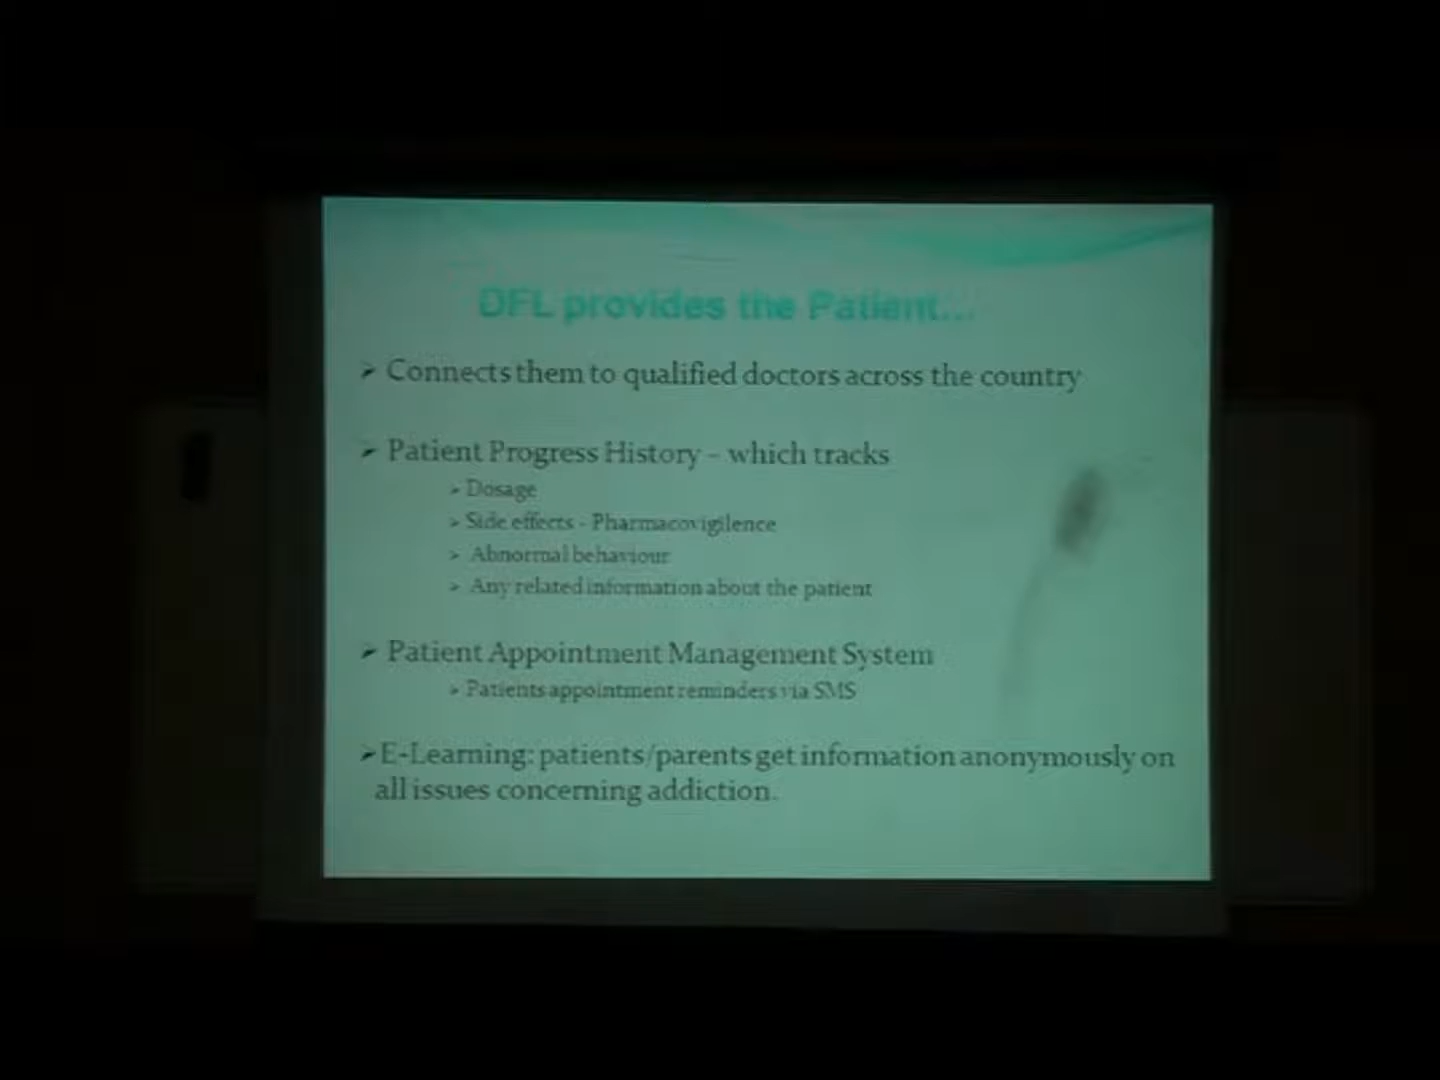 DFL provides the Patient...
➢ Connects them to qualified doctors across the country
➢ Patient Progress History – which tracks
➢ Dosage
➢ Side effects - Pharmacovigilence
➢ Abnormal behaviour
➢ Any related information about the patient
➢ Patient Appointment Management System
➢ Patients appointment reminders via SMS
➢ E-Learning: patients/parents get information anonymously on
all issues concerning addiction.